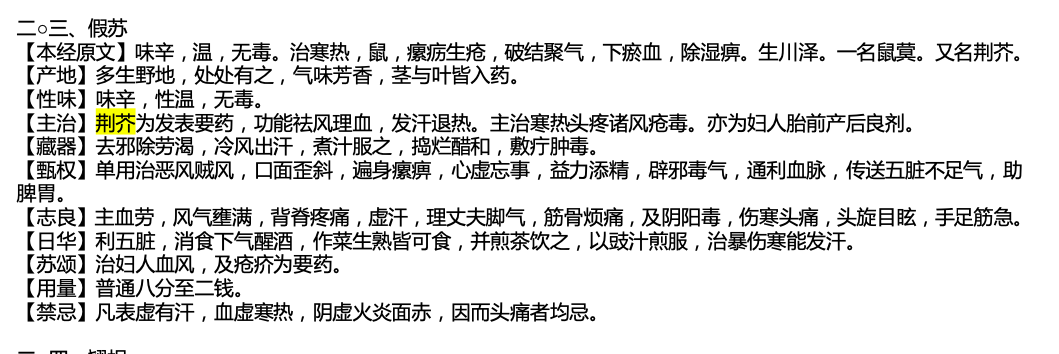 二○三、假苏
【本经原文】味辛，温，无毒。治寒热，鼠，瘰疬生疮，破结聚气，下瘀血，除湿痹。生川泽。一名鼠蓂。又名荆芥。
【产地】多生野地，处处有之，气味芳香，茎与叶皆入药。
【性味】味辛，性温，无毒。
【主治】荆芥为发表要药，功能祛风理血，发汗退热。主治寒热头疼诸风疮毒。亦为妇人胎前产后良剂。
【藏器】去邪除劳渴，冷风出汗，煮汁服之，捣烂醋和，敷疔肿毒。
【甄权】单用治恶风贼风，口面歪斜，遍身瘰痹，心虚忘事，益力添精，辟邪毒气，通利血脉，传送五脏不足气，助
脾胃。
【志良】主血劳，风气壅满，背脊疼痛，虚汗，理丈夫脚气，筋骨烦痛，及阴阳毒，伤寒头痛，头旋目眩，手足筋急。
【日华】利五脏，消食下气醒酒，作菜生熟皆可食，并煎茶饮之，以豉汁煎服，治暴伤寒能发汗。
【苏颂】治妇人血风，及疮疥为要药。
【用量】普通八分至二钱。
【禁忌】凡表虚有汗，血虚寒热，阴虚火炎面赤，因而头痛者均忌。